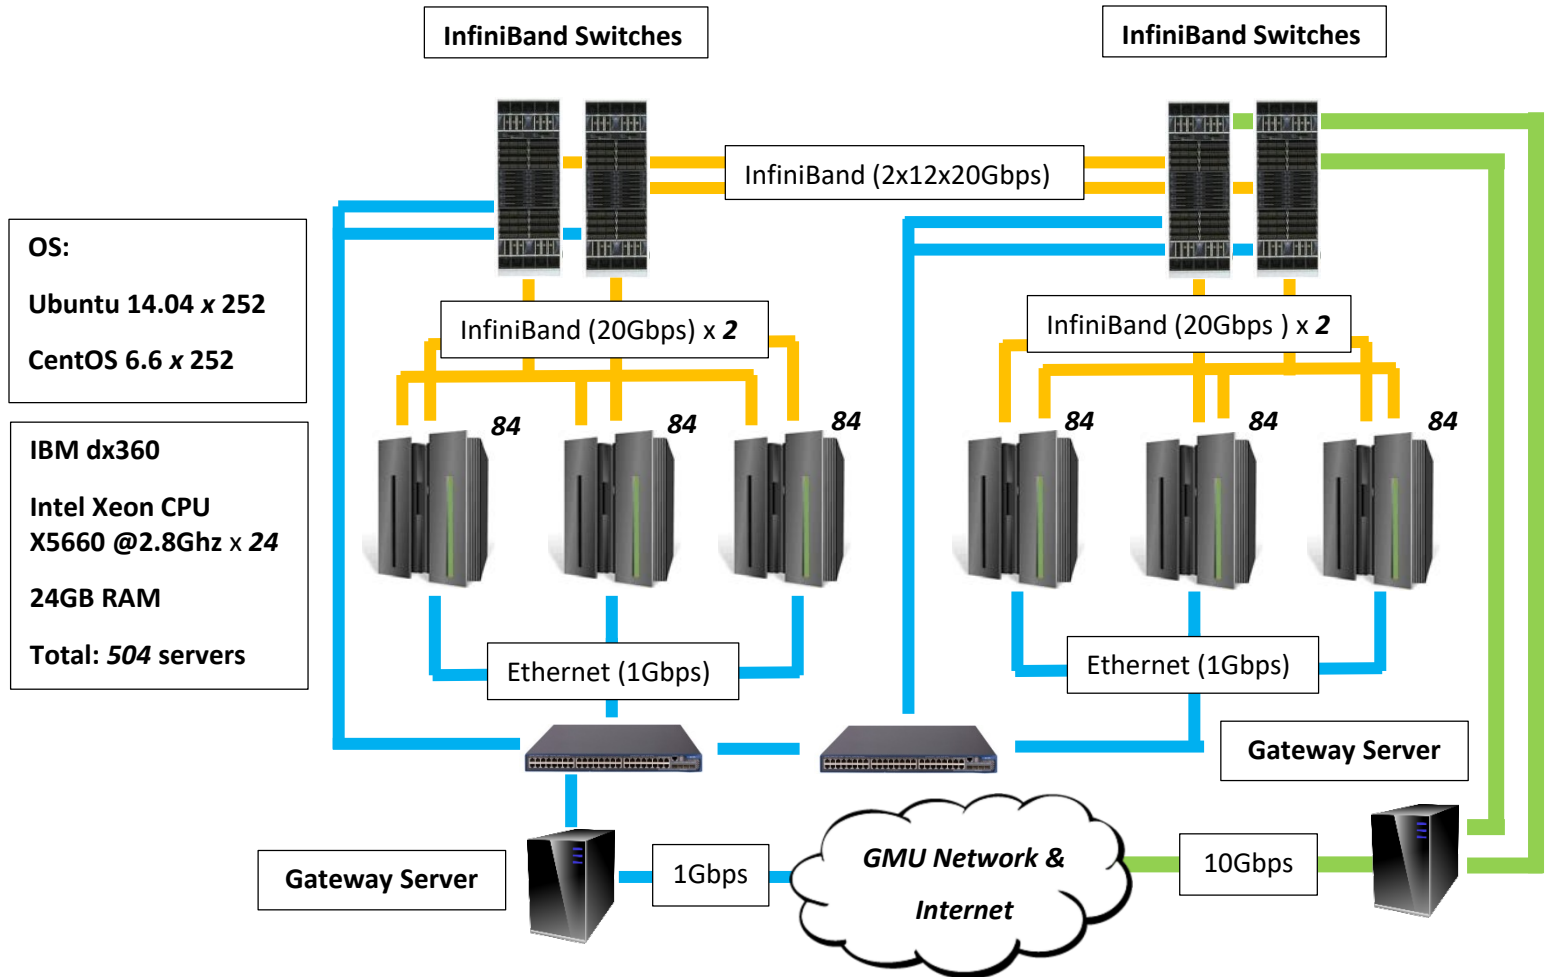 InfiniBand Switches
InfiniBand Switches
InfiniBand (2x12x20Gbps)
OS:
Ubuntu 14.04 x 252
CentOS 6.6 x 252
InfiniBand (20Gbps) x 2
InfiniBand (20Gbps ) x 2
84
84
84
84
84
84
IBM dx360
Intel Xeon CPU
X5660 @2.8Ghz x 24
24GB RAM
Total: 504 servers
Ethernet (1Gbps)
Ethernet (1Gbps)
Gateway Server
Gateway Server
1Gbps
GMU Network &
Internet
10Gbps